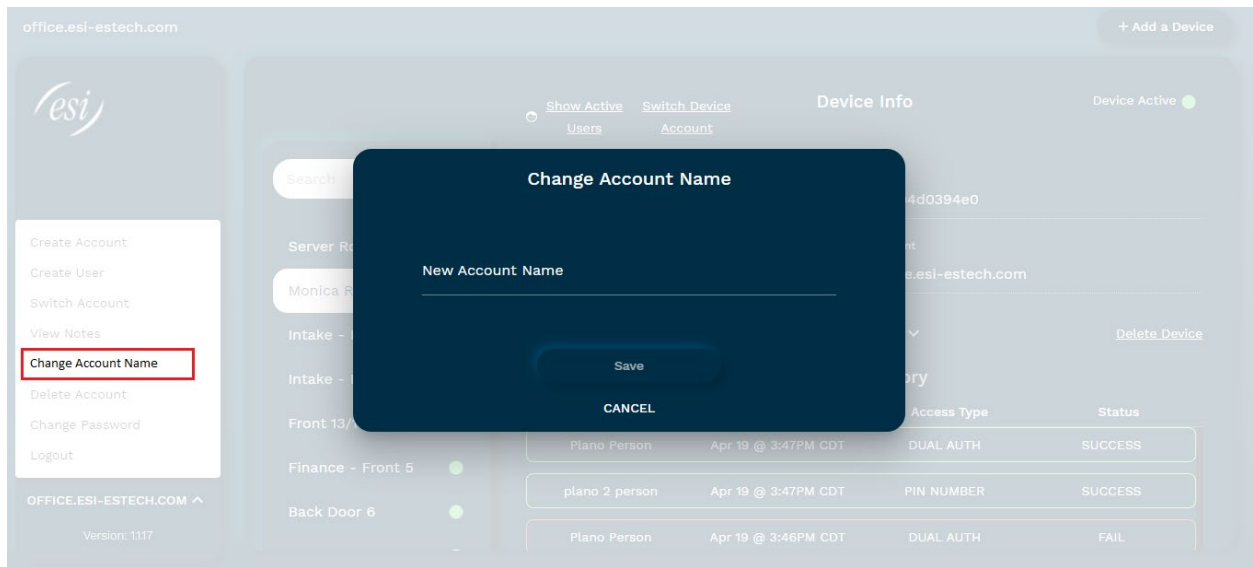 office.esi-estech.com
+ Add a Device
esi
Show Active Users
Switch Device Account
Device Info
Device Active
Search
Create Account
Create User
Switch Account
View Notes
Change Account Name
Delete Account
Change Password
Logout
OFFICE.ESI-ESTECH.COM
Version: 1.1.17
Server
Monica
Intake -
Intake -
Front 13/
Finance - Front 5
Back Door 6
Change Account Name
New Account Name
Save
CANCEL
4d0394e0
esi-estech.com
Delete Device
Access Type
Status
Plano Person Apr 19 @ 3:47PM CDT DUAL AUTH SUCCESS
plano 2 person Apr 19 @ 3:47PM CDT PIN NUMBER SUCCESS
Plano Person Apr 19 @ 3:46PM CDT DUAL AUTH FAIL